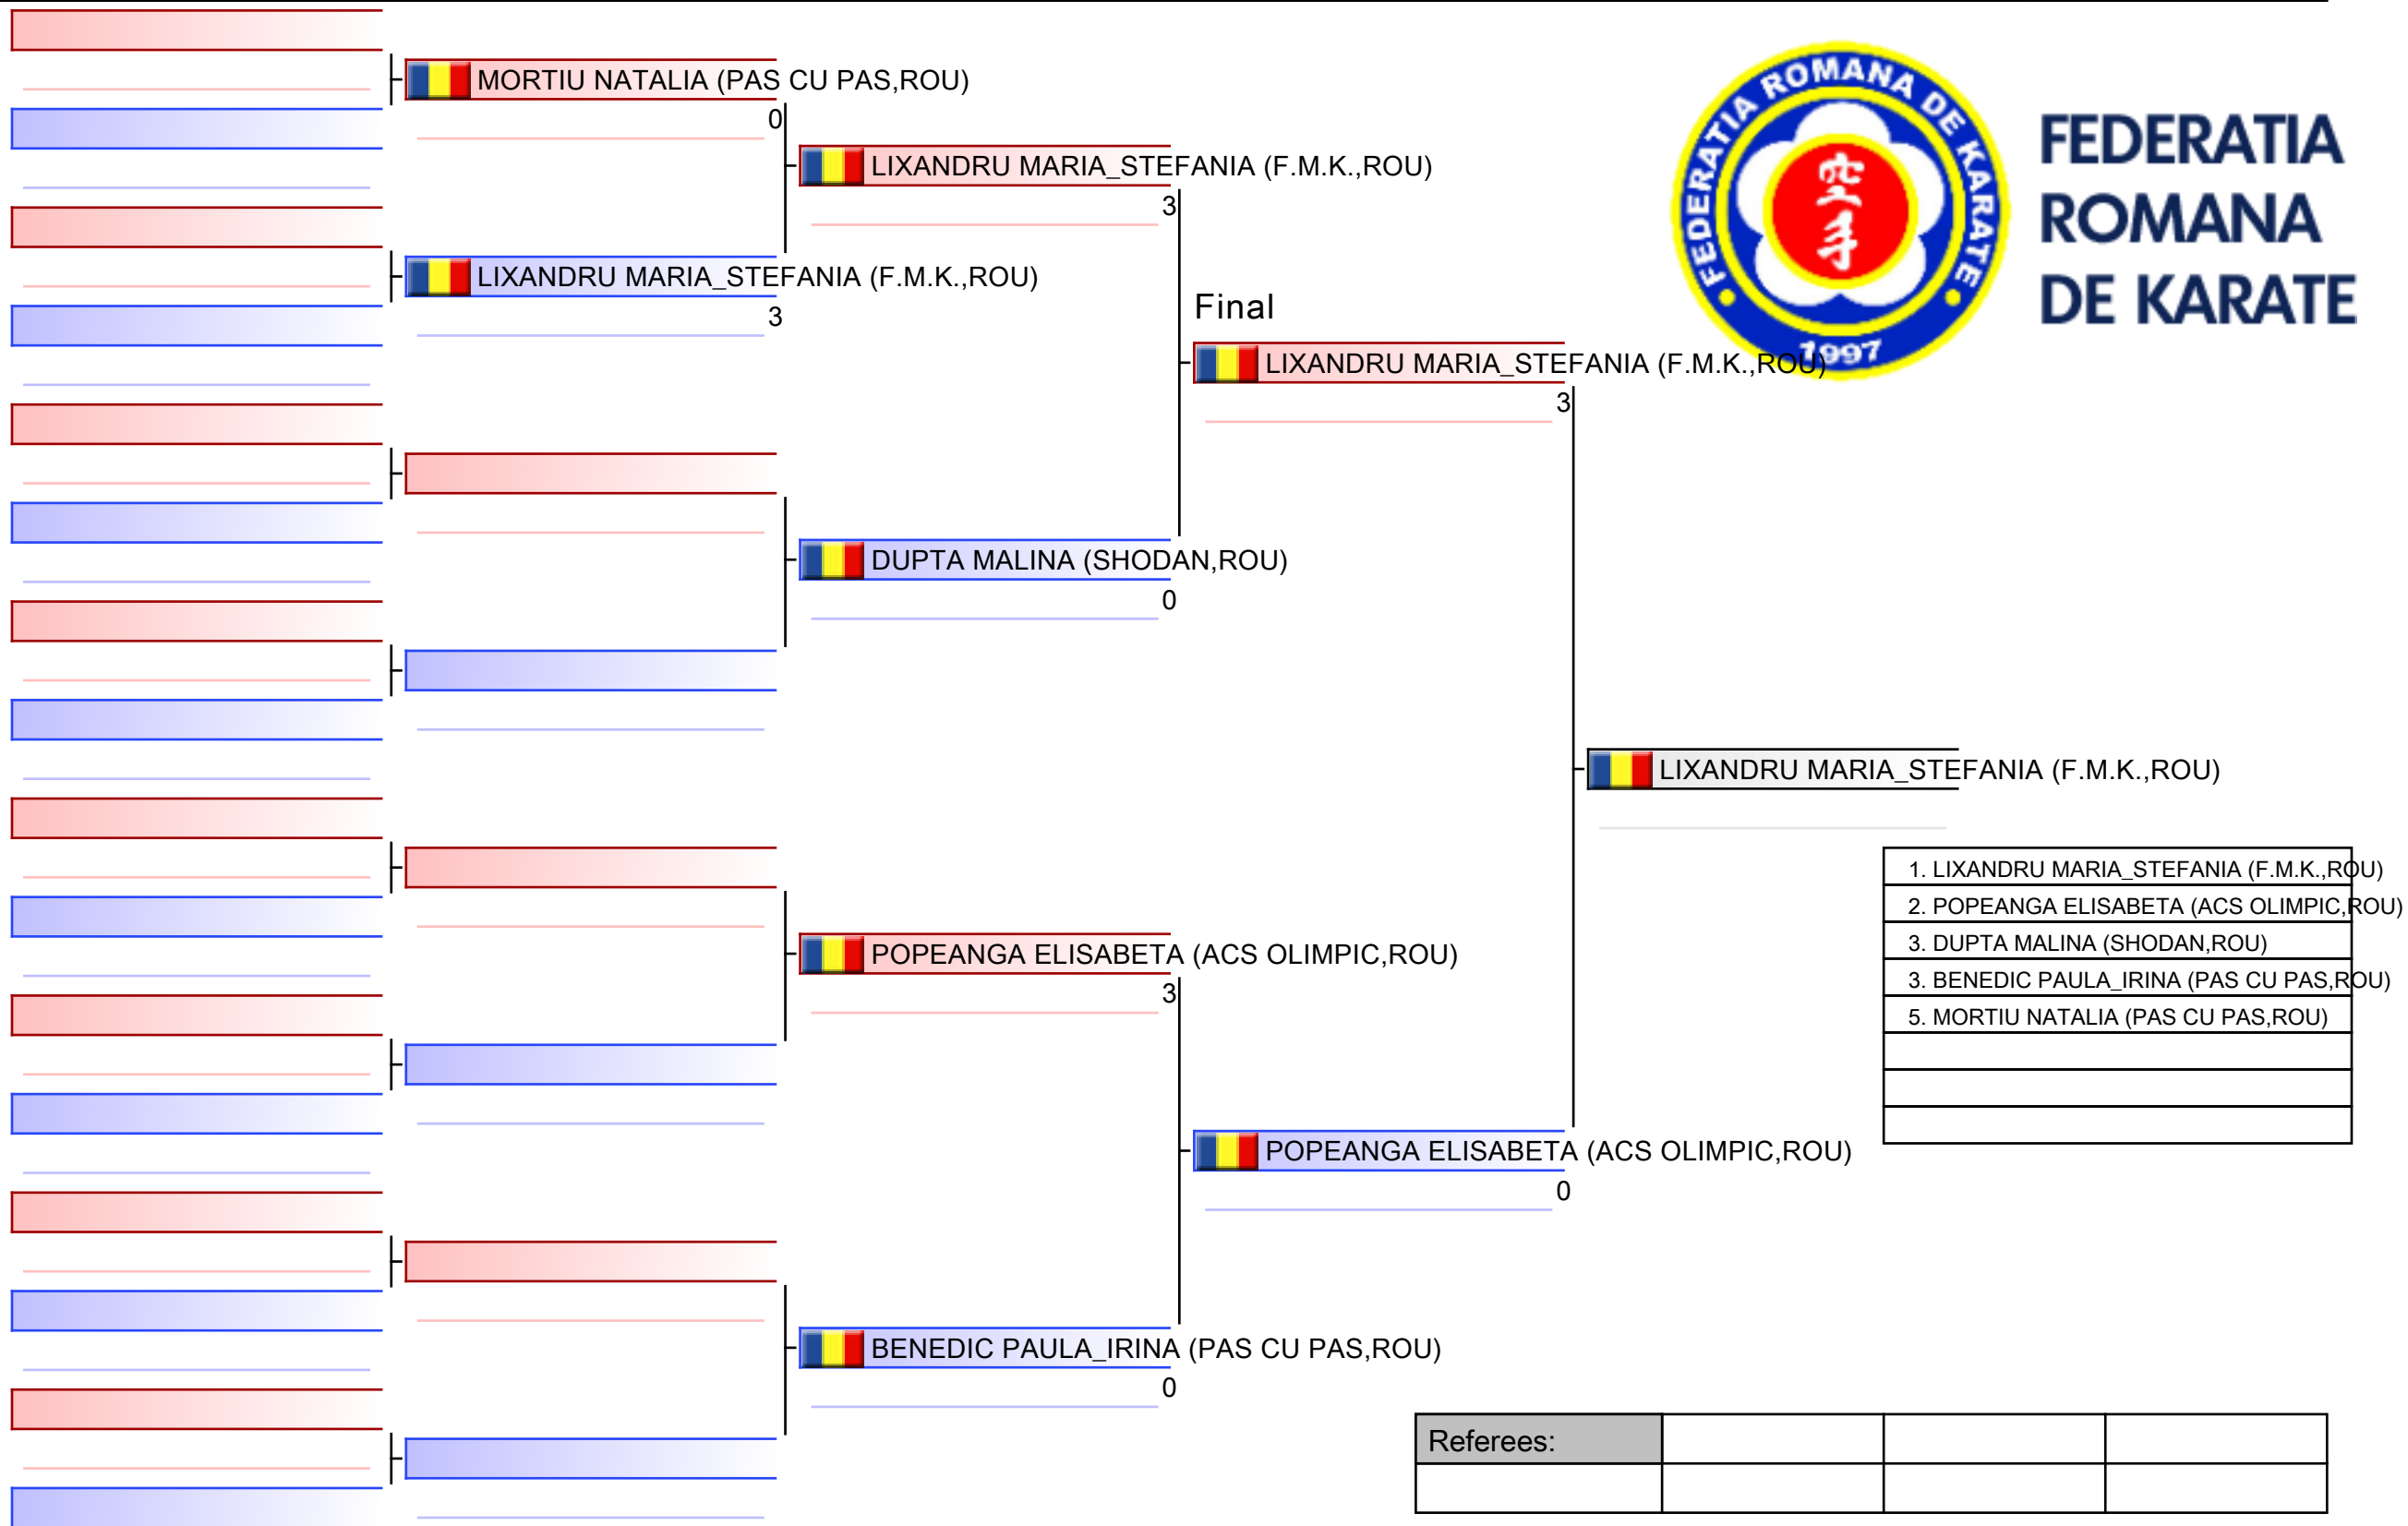 MORTIU NATALIA (PAS CU PAS,ROU)
0
LIXANDRU MARIA_STEFANIA (F.M.K.,ROU)
3
LIXANDRU MARIA_STEFANIA (F.M.K.,ROU)
3
DUPTA MALINA (SHODAN,ROU)
0
POPEANGA ELISABETA (ACS OLIMPIC,ROU)
3
BENEDIC PAULA_IRINA (PAS CU PAS,ROU)
0
Final
LIXANDRU MARIA_STEFANIA (F.M.K.,ROU)
3
POPEANGA ELISABETA (ACS OLIMPIC,ROU)
0
LIXANDRU MARIA_STEFANIA (F.M.K.,ROU)
FEDERATIA ROMANA DE KARATE
空手
1997
FEDERATIA
ROMANA
DE KARATE
1. LIXANDRU MARIA_STEFANIA (F.M.K.,ROU)
2. POPEANGA ELISABETA (ACS OLIMPIC,ROU)
3. DUPTA MALINA (SHODAN,ROU)
3. BENEDIC PAULA_IRINA (PAS CU PAS,ROU)
5. MORTIU NATALIA (PAS CU PAS,ROU)
Referees: